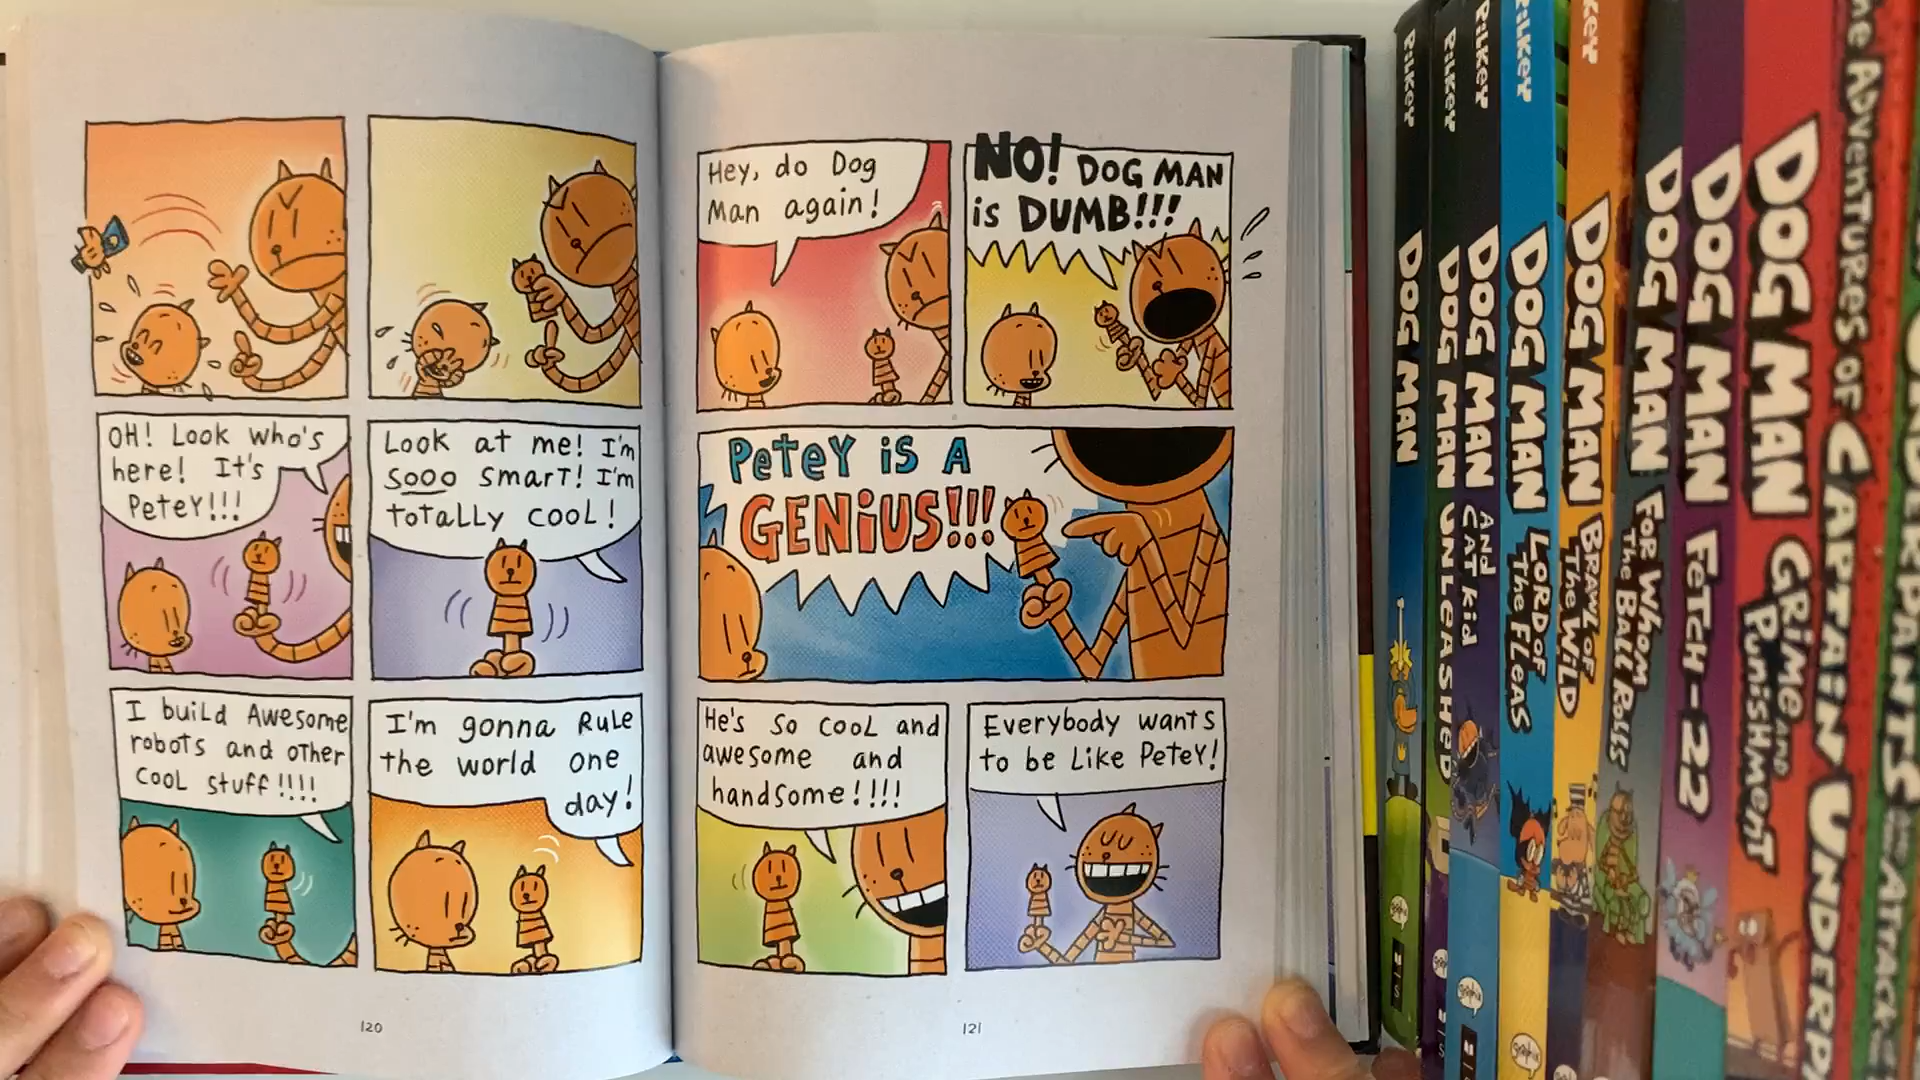 OH! Look who's
here! It's
Petey!!!
Look at me! I'm
sooo smart! I'm
totally cool!
I build Awesome
robots and other
cool stuff!!!!
I'm gonna Rule
the world one
day!
120
Hey, do Dog
Man again!
NO! DOG MAN
is DUMB!!!
Petey is A
GENiUS!!!
He's so cool and
awesome and
handsome!!!!
Everybody wants
to be Like Petey!
121
Pilkey
DOG MAN
Pilkey
DOG MAN UNLEASHED
Pilkey
DOG MAN
AND
CAT KID
Pilkey
DOG MAN
LORD OF
THE FLEAS
DOG MAN
BRAWL OF
THE WILD
DOG MAN
FOR WHOM
THE BALL ROLLS
DOG MAN
FETCH-22
DOG MAN
GRIME AND
PUNISHMENT
ADVENTURES OF CAPTAIN UNDERP
DERPANTS
ATTACK